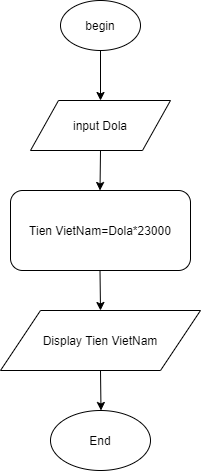 begin
input Dola
Tien VietNam=Dola*23000
Display Tien VietNam
End